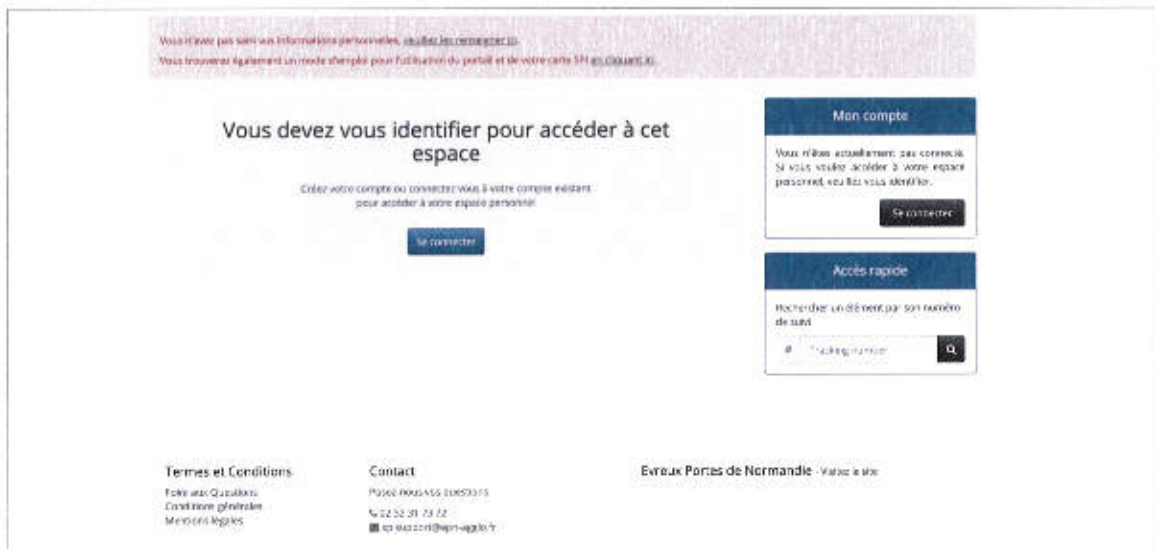 Vous n'avez pas saisi vos informations personnelles, veuillez les renseigner ici.
Vous trouverez également un mode d'emploi pour l'utilisation du portail et de votre carte SPI en cliquant ici.
Vous devez vous identifier pour accéder à cet
espace
Créez votre compte ou connectez vous à votre compte existant
pour accéder à votre espace personnel
Se connecter
Mon compte
Vous n'êtes actuellement pas connecté.
Si vous voulez accéder à votre espace
personnel, veuillez vous identifier.
Se connecter
Accès rapide
Rechercher un élément par son numéro
de suivi
# Tracking number
Termes et Conditions
Foire aux Questions
Conditions générales
Mentions légales
Contact
Posez-nous vos questions
02 32 31 73 72
Evreux Portes de Normandie - Visitez le site